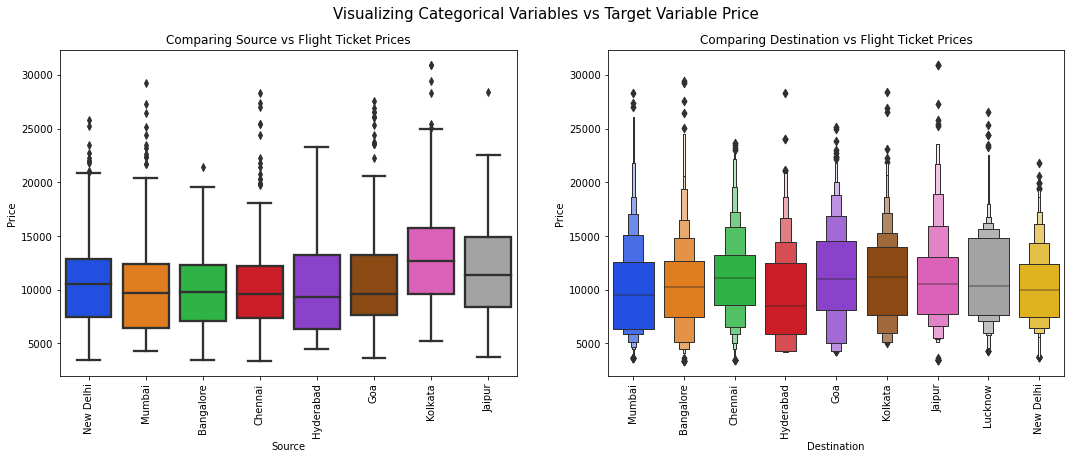 Visualizing Categorical Variables vs Target Variable Price
Comparing Source vs Flight Ticket Prices
30000
25000
20000
15000
10000
5000
Price
New Delhi
Mumbai
Bangalore
Chennai
Hyderabad
Goa
Kolkata
Jaipur
Source
Comparing Destination vs Flight Ticket Prices
30000
25000
20000
15000
10000
5000
Price
Mumbai
Bangalore
Chennai
Hyderabad
Goa
Kolkata
Jaipur
Lucknow
New Delhi
Destination